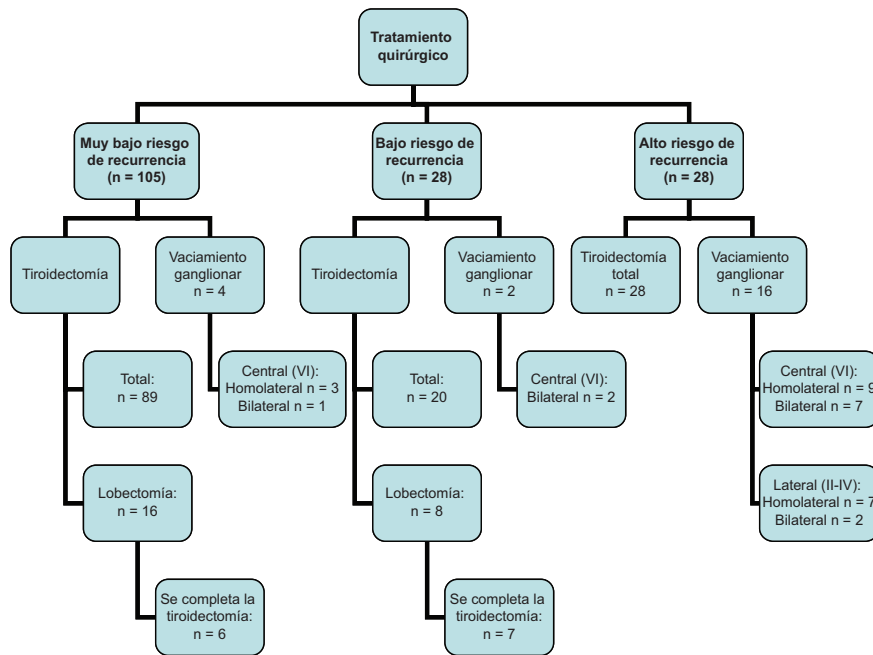 Tratamiento
quirúrgico
Muy bajo riesgo
de recurrencia
(n = 105)
Bajo riesgo de
recurrencia
(n = 28)
Alto riesgo de
recurrencia
(n = 28)
Tiroidectomía
Vaciamiento
ganglionar
n = 4
Tiroidectomía
Vaciamiento
ganglionar
n = 2
Tiroidectomía
total
n = 28
Vaciamiento
ganglionar
n = 16
Total:
n = 89
Central (VI):
Homolateral n = 3
Bilateral n = 1
Total:
n = 20
Central (VI):
Bilateral n = 2
Central (VI):
Homolateral n = 9
Bilateral n = 7
Lobectomía:
n = 16
Lobectomía:
n = 8
Lateral (II-IV):
Homolateral n = 7
Bilateral n = 2
Se completa la
tiroidectomía:
n = 6
Se completa la
tiroidectomía:
n = 7